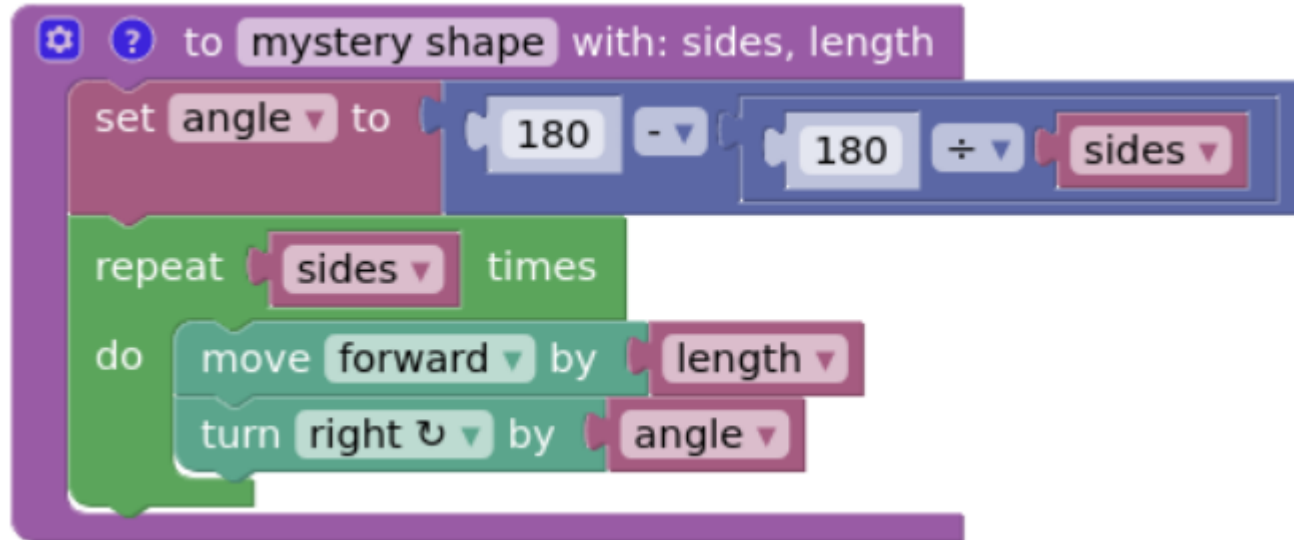 ? to mystery shape with: sides, length
set angle ▾ to 180 - ▾ 180 ÷ ▾ sides ▾
repeat sides ▾ times
do move forward ▾ by length ▾
turn right ↻ ▾ by angle ▾